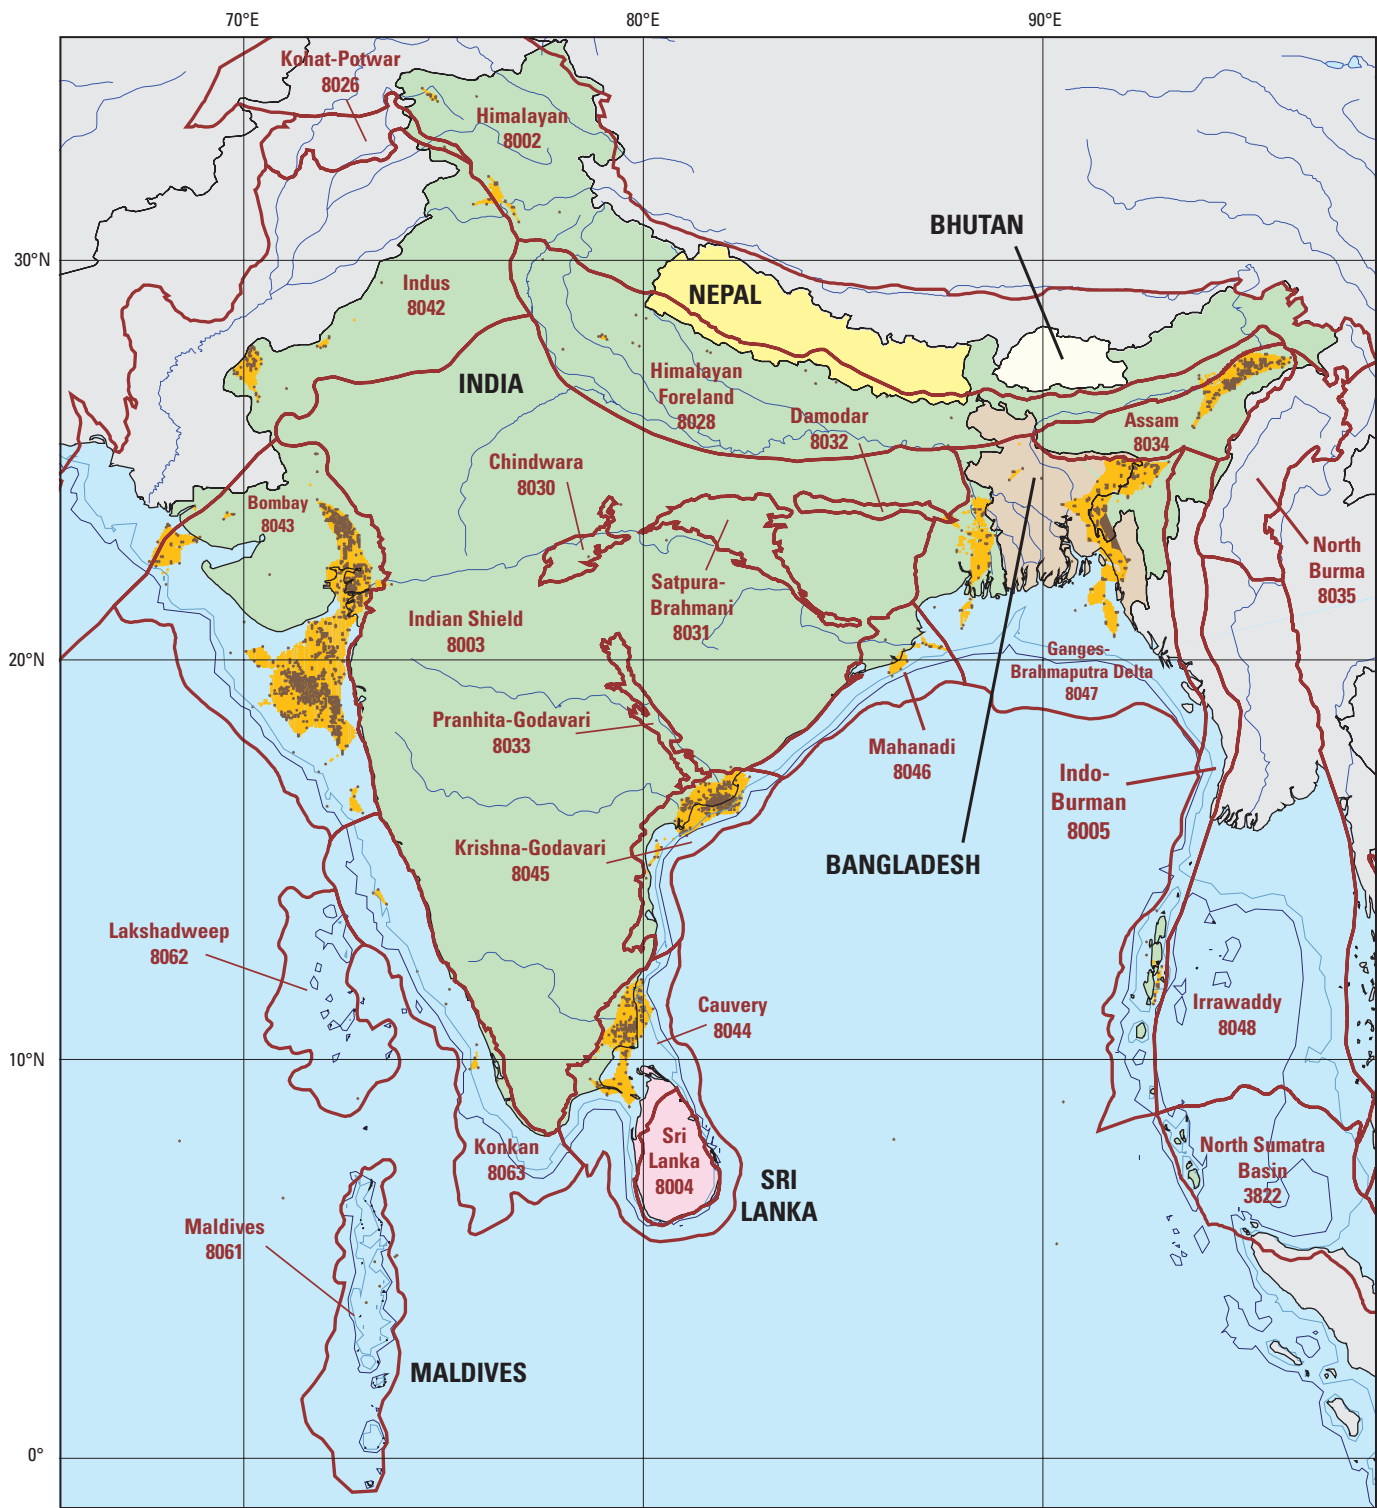 70°E
80°E
90°E
Kohat-Potwar
8026
Himalayan
8002
BHUTAN
30°N
Indus
8042
NEPAL
INDIA
Himalayan
Foreland
8028
Damodar
8032
Assam
8034
Chindwara
8030
Bombay
8043
North
Burma
8035
Satpura-
Brahmani
8031
Indian Shield
8003
20°N
Ganges-
Brahmaputra Delta
8047
Pranhita-Godavari
8033
Mahanadi
8046
Indo-
Burman
8005
Krishna-Godavari
8045
BANGLADESH
Lakshadweep
8062
Cauvery
8044
Irrawaddy
8048
10°N
Konkan
8063
Sri
Lanka
8004
North Sumatra
Basin
3822
SRI
LANKA
Maldives
8061
MALDIVES
0°